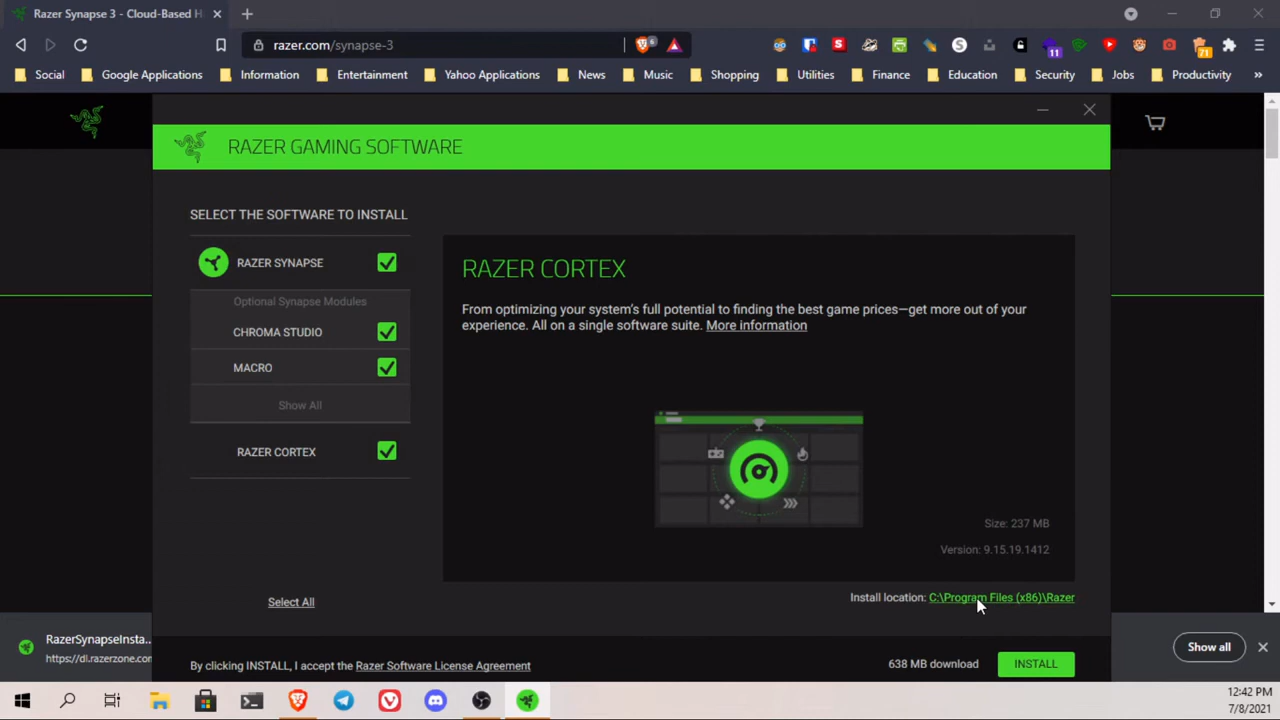 Razer Synapse 3 - Cloud-Based H
razer.com/synapse-3
6
11
71
Social
Google Applications
Information
Entertainment
Yahoo Applications
News
Music
Shopping
Utilities
Finance
Education
Security
Jobs
Productivity
»
RAZER GAMING SOFTWARE
SELECT THE SOFTWARE TO INSTALL
RAZER SYNAPSE
Optional Synapse Modules
CHROMA STUDIO
MACRO
Show All
RAZER CORTEX
Select All
RAZER CORTEX
From optimizing your system's full potential to finding the best game prices—get more out of your
experience. All on a single software suite. More information
Size: 237 MB
Version: 9.15.19.1412
Install location: C:\Program Files (x86)\Razer
By clicking INSTALL, I accept the Razer Software License Agreement
638 MB download
INSTALL
RazerSynapseInsta...
https://dl.razerzone.com
Show all
12:42 PM
7/8/2021